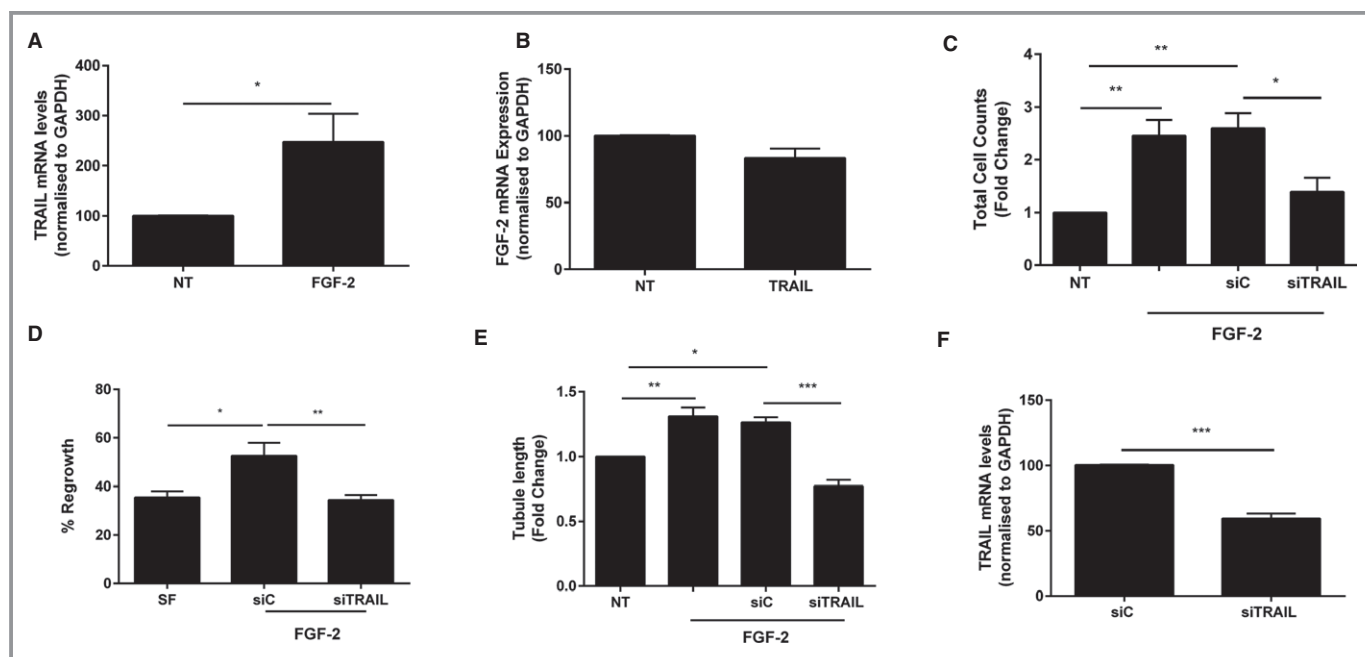 A
TRAIL mRNA levels
(normalised to GAPDH)
400
300
200
100
0
*
NT
FGF-2
B
FGF-2 mRNA Expression
(normalised to GAPDH)
150
100
50
0
NT
TRAIL
C
Total Cell Counts
(Fold Change)
4
3
2
1
0
**
**
*
NT
siC
siTRAIL
FGF-2
D
% Regrowth
80
60
40
20
0
*
**
SF
siC
siTRAIL
FGF-2
E
Tubule length
(Fold Change)
1.5
1.0
0.5
0.0
*
**
***
NT
siC
siTRAIL
FGF-2
F
TRAIL mRNA levels
(normalised to GAPDH)
150
100
50
0
***
siC
siTRAIL